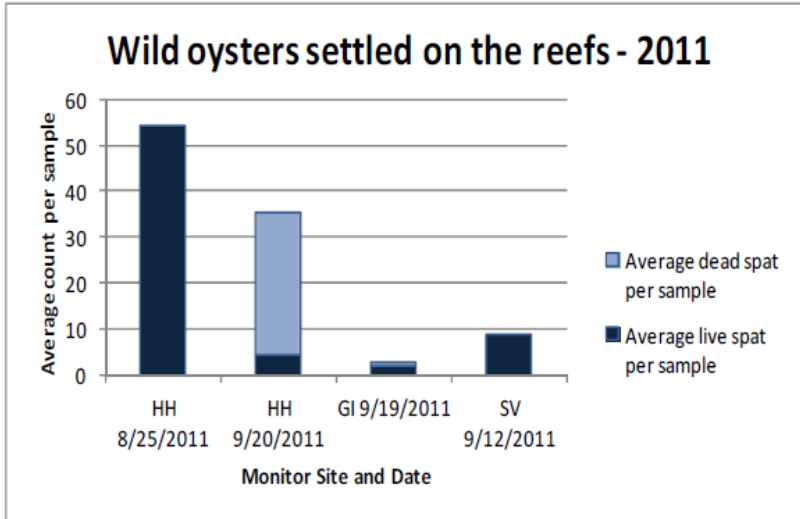 Wild oysters settled on the reefs - 2011
Average count per sample
60
50
40
30
20
10
0
HH
8/25/2011
HH
9/20/2011
GI 9/19/2011
SV
9/12/2011
Monitor Site and Date
Average dead spat
per sample
Average live spat
per sample